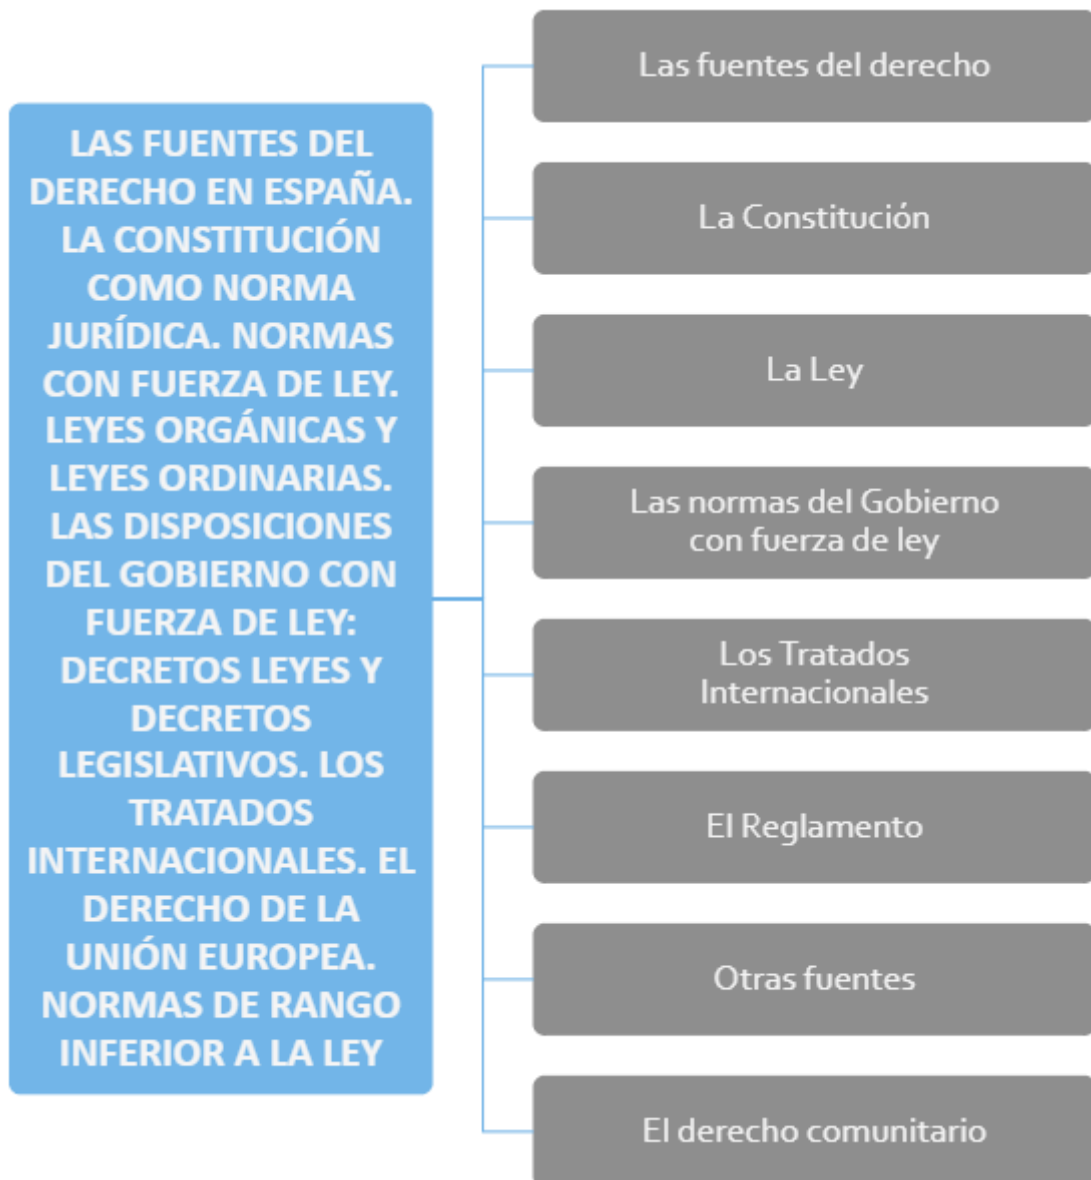 LAS FUENTES DEL
DERECHO EN ESPAÑA.
LA CONSTITUCIÓN
COMO NORMA
JURÍDICA. NORMAS
CON FUERZA DE LEY.
LEYES ORGÁNICAS Y
LEYES ORDINARIAS.
LAS DISPOSICIONES
DEL GOBIERNO CON
FUERZA DE LEY:
DECRETOS LEYES Y
DECRETOS
LEGISLATIVOS. LOS
TRATADOS
INTERNACIONALES. EL
DERECHO DE LA
UNIÓN EUROPEA.
NORMAS DE RANGO
INFERIOR A LA LEY
Las fuentes del derecho
La Constitución
La Ley
Las normas del Gobierno
con fuerza de ley
Los Tratados
Internacionales
El Reglamento
Otras fuentes
El derecho comunitario